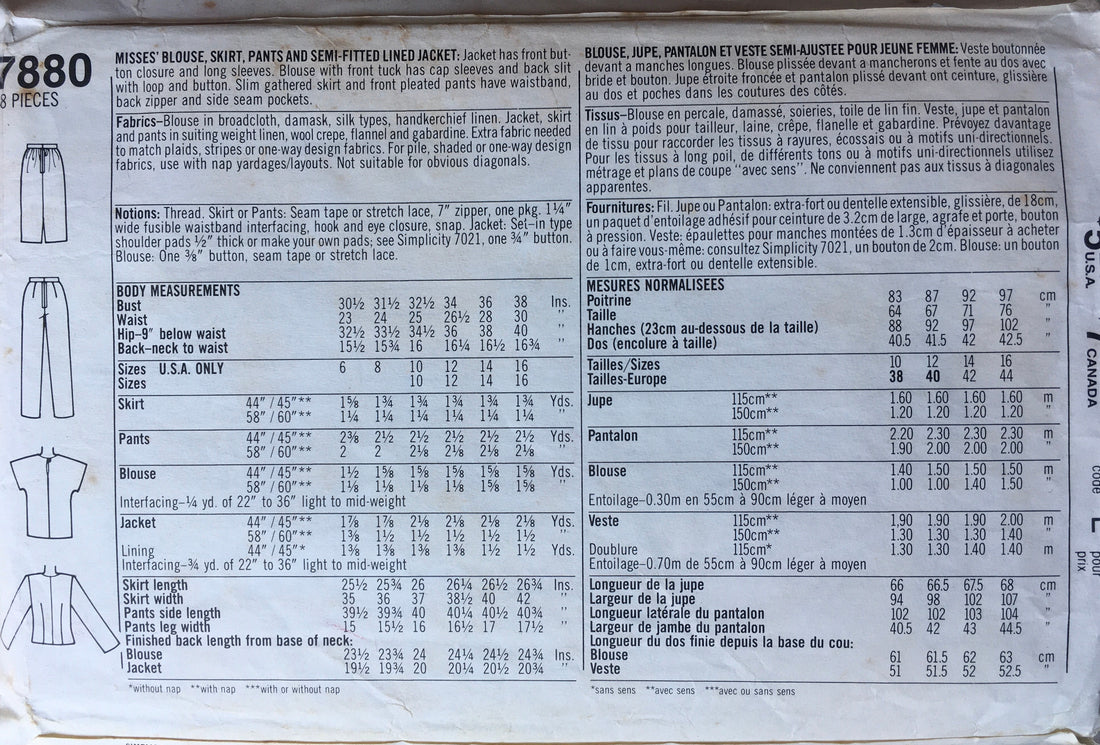 7880
8 PIECES
MISSES' BLOUSE, SKIRT, PANTS AND SEMI-FITTED LINED JACKET: Jacket has front but-
ton closure and long sleeves. Blouse with front tuck has cap sleeves and back slit
with loop and button. Slim gathered skirt and front pleated pants have waistband,
back zipper and side seam pockets.
Fabrics–Blouse in broadcloth, damask, silk types, handkerchief linen. Jacket, skirt
and pants in suiting weight linen, wool crepe, flannel and gabardine. Extra fabric needed
to match plaids, stripes or one-way design fabrics. For pile, shaded or one-way design
fabrics, use with nap yardages/layouts. Not suitable for obvious diagonals.
Notions: Thread. Skirt or Pants: Seam tape or stretch lace, 7" zipper, one pkg. 1¼"
wide fusible waistband interfacing, hook and eye closure, snap. Jacket: Set-in type
shoulder pads ½" thick or make your own pads; see Simplicity 7021, one ¾" button.
Blouse: One ⅜" button, seam tape or stretch lace.
BODY MEASUREMENTS
Bust 30½ 31½ 32½ 34 36 38 Ins.
Waist 23 24 25 26½ 28 30 "
Hip-9" below waist 32½ 33½ 34½ 36 38 40 "
Back-neck to waist 15½ 15¾ 16 16¼ 16½ 16¾ "
Sizes U.S.A. ONLY 6 8 10 12 14 16
Sizes 10 12 14 16
Skirt 44" / 45"** 1⅝ 1¾ 1¾ 1¾ 1¾ 1¾ Yds.
58" / 60"** 1¼ 1¼ 1¼ 1¼ 1¼ 1¼ "
Pants 44" / 45"** 2⅜ 2½ 2½ 2½ 2½ 2½ Yds.
58" / 60"** 2 2 2⅛ 2⅛ 2⅛ 2⅛ "
Blouse 44" / 45"** 1½ 1⅝ 1⅝ 1⅝ 1⅝ 1⅝ Yds.
58" / 60"** 1⅛ 1⅛ 1⅛ 1⅛ 1⅝ 1⅝ "
Interfacing–¼ yd. of 22" to 36" light to mid-weight
Jacket 44" / 45"** 1⅞ 1⅞ 2⅛ 2⅛ 2⅛ 2⅛ Yds.
58" / 60"** 1⅜ 1½ 1½ 1½ 1½ 1½ "
Lining 44" / 45"* 1⅜ 1⅜ 1⅜ 1⅜ 1½ 1½ Yds.
Interfacing–¾ yd. of 22" to 36" light to mid-weight
Skirt length 25½ 25¾ 26 26¼ 26½ 26¾ Ins.
Skirt width 35 36 37 38½ 40 42 "
Pants side length 39½ 39¾ 40 40¼ 40½ 40¾ "
Pants leg width 15 15½ 16 16½ 17 17½ "
Finished back length from base of neck:
Blouse 23½ 23¾ 24 24¼ 24½ 24¾ Ins.
Jacket 19½ 19¾ 20 20¼ 20½ 20¾ "
*without nap **with nap ***with or without nap
BLOUSE, JUPE, PANTALON ET VESTE SEMI-AJUSTEE POUR JEUNE FEMME: Veste boutonnée
devant a manches longues. Blouse plissée devant a mancherons et fente au dos avec
bride et bouton. Jupe étroite froncée et pantalon plissé devant ont ceinture, glissière
au dos et poches dans les coutures des côtés.
Tissus–Blouse en percale, damassé, soieries, toile de lin fin. Veste, jupe et pantalon
en lin à poids pour tailleur, laine, crêpe, flanelle et gabardine. Prévoyez davantage
de tissu pour raccorder les tissus à rayures, écossais ou à motifs uni-directionnels.
Pour les tissus à long poil, de différents tons ou à motifs uni-directionels utilisez
métrage et plans de coupe "avec sens". Ne conviennent pas aux tissus à diagonales
apparentes.
Fournitures: Fil. Jupe ou Pantalon: extra-fort ou dentelle extensible, glissière, de 18cm,
un paquet d'entoilage adhésif pour ceinture de 3.2cm de large, agrafe et porte, bouton
à pression. Veste: épaulettes pour manches montées de 1.3cm d'épaisseur à acheter
ou à faire vous-même: consultez Simplicity 7021, un bouton de 2cm. Blouse: un bouton
de 1cm, extra-fort ou dentelle extensible.
MESURES NORMALISEES
Poitrine 83 87 92 97 cm
Taille 64 67 71 76 "
Hanches (23cm au-dessous de la taille) 88 92 97 102 "
Dos (encolure à taille) 40.5 41.5 42 42.5 "
Tailles/Sizes 10 12 14 16
Tailles-Europe 38 40 42 44
Jupe 115cm** 1.60 1.60 1.60 1.60 m
150cm** 1.20 1.20 1.20 1.20 "
Pantalon 115cm** 2.20 2.30 2.30 2.30 m
150cm** 1.90 2.00 2.00 2.00 "
Blouse 115cm** 1.40 1.50 1.50 1.50 m
150cm** 1.00 1.00 1.40 1.50 "
Entoilage–0.30m en 55cm à 90cm léger à moyen
Veste 115cm** 1.90 1.90 1.90 2.00 m
150cm** 1.30 1.30 1.30 1.40 "
Doublure 115cm* 1.30 1.30 1.40 1.40 m
Entoilage–0.70m en 55cm à 90cm léger à moyen
Longueur de la jupe 66 66.5 67.5 68 cm
Largeur de la jupe 94 98 102 107 "
Longueur latérale du pantalon 102 102 103 104 "
Largeur de jambe du pantalon 40.5 42 43 44.5 "
Longueur du dos finie depuis la base du cou:
Blouse 61 61.5 62 63 cm
Veste 51 51.5 52 52.5 "
*sans sens **avec sens ***avec ou sans sens
U.S.A.
7
CANADA
code
L
pour
prix